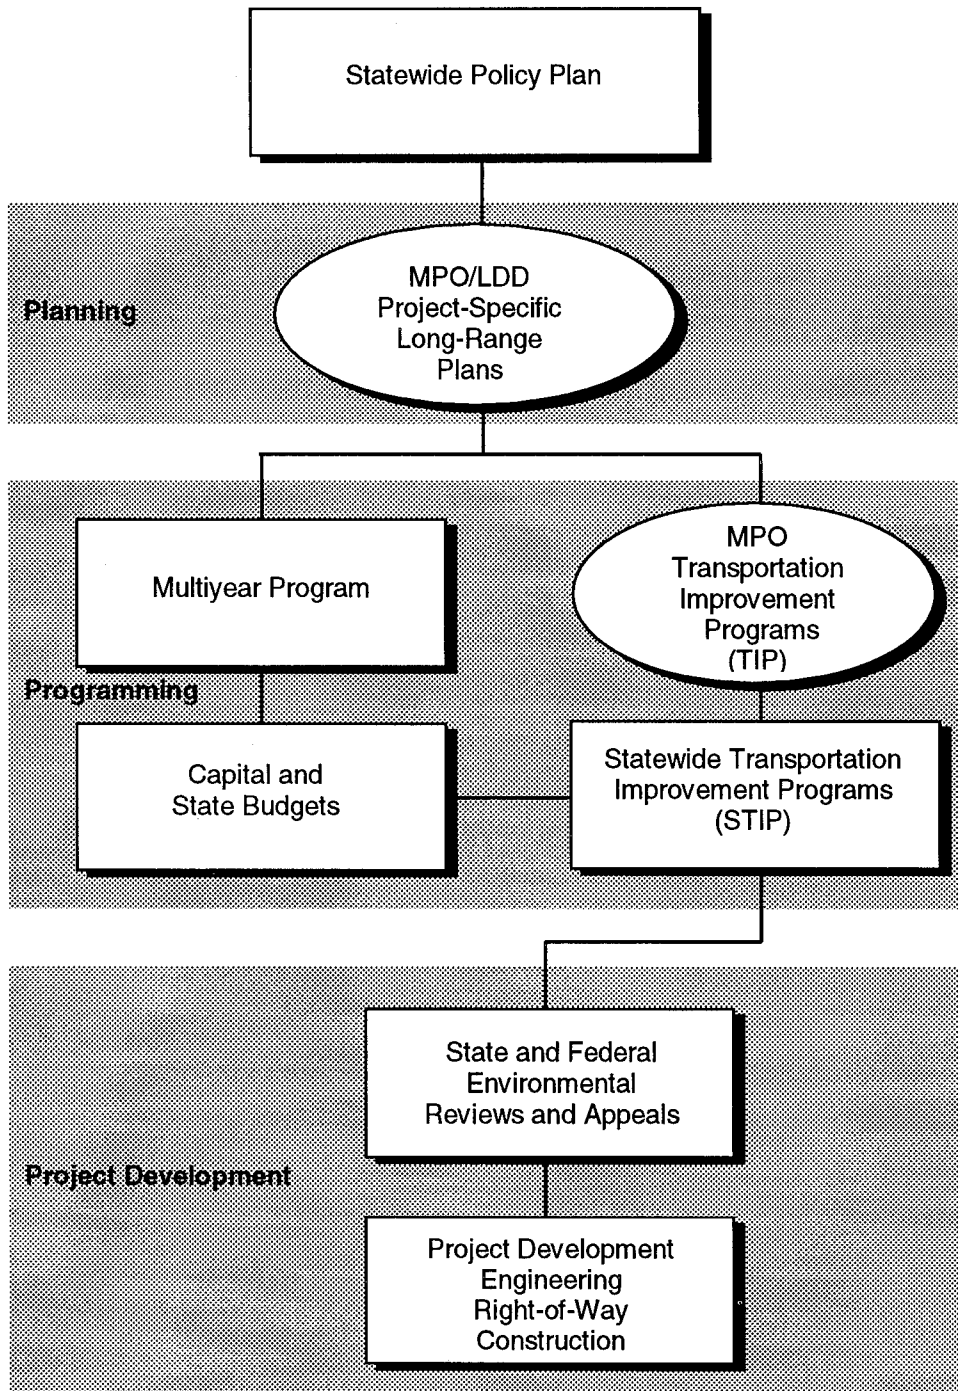 Statewide Policy Plan
Planning
MPO/LDD
Project-Specific
Long-Range
Plans
Multiyear Program
MPO
Transportation
Improvement
Programs
(TIP)
Programming
Capital and
State Budgets
Statewide Transportation
Improvement Programs
(STIP)
State and Federal
Environmental
Reviews and Appeals
Project Development
Project Development
Engineering
Right-of-Way
Construction